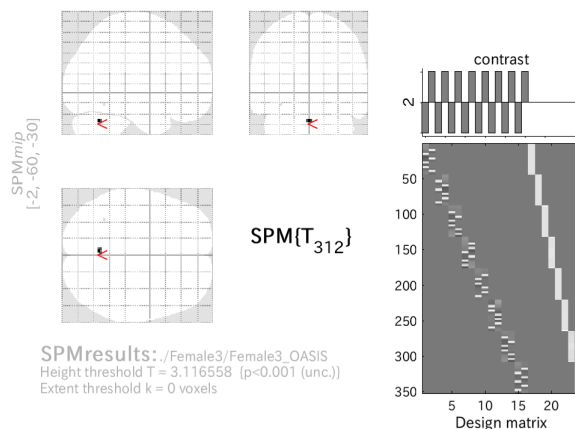 SPMmip
[-2, -60, -30]
SPM{T312}
SPMresults: ./Female3/Female3_OASIS
Height threshold T = 3.116558 {p<0.001 (unc.)}
Extent threshold k = 0 voxels
contrast
2
50
100
150
200
250
300
350
5 10 15 20
Design matrix